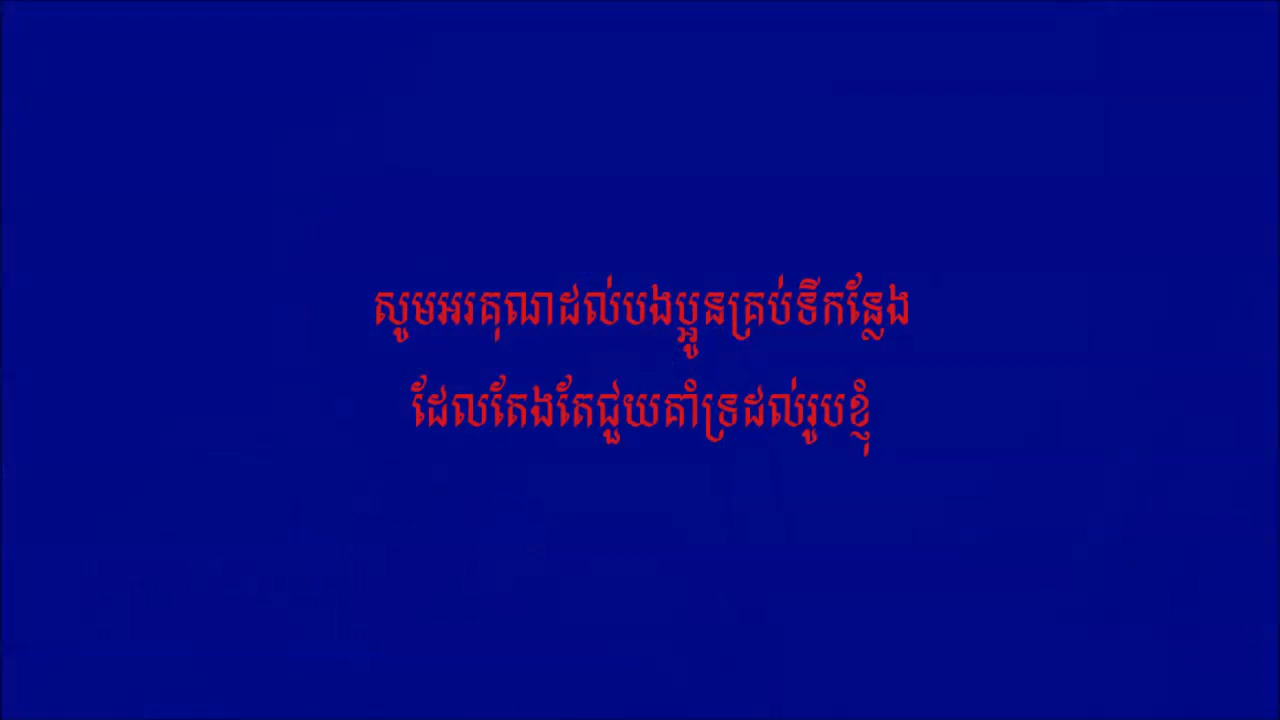 សូមអរគុណដល់បងប្អូនគ្រប់ទីកន្លែង
ដែលតែងតែជួយគាំទ្រដល់រូបខ្ញុំ